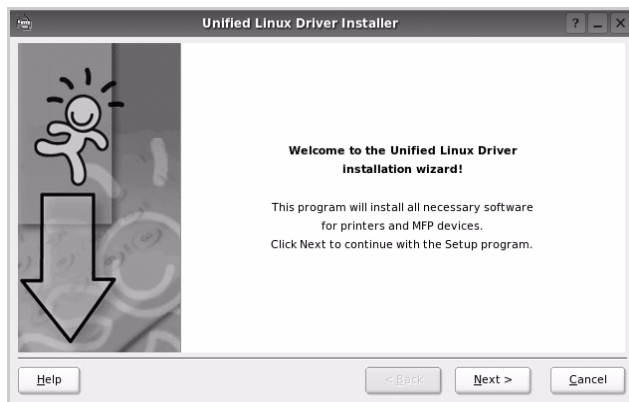 Unified Linux Driver Installer
?
Welcome to the Unified Linux Driver
installation wizard!
This program will install all necessary software
for printers and MFP devices.
Click Next to continue with the Setup program.
Help
< Back
Next >
Cancel